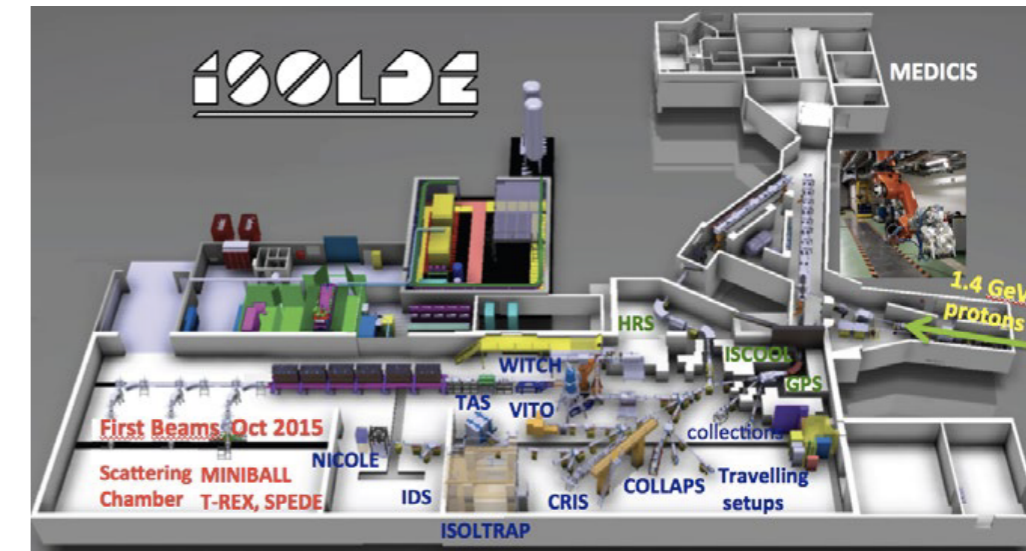 ISOLDE
MEDICIS
1.4 GeV
protons
HRS
ISCOOL
WITCH
GPS
TAS
VITO
First Beams Oct 2015
collections
NICOLE
Scattering
Chamber
MINIBALL
T-REX, SPEDE
IDS
CRIS
COLLAPS
Travelling
setups
ISOLTRAP